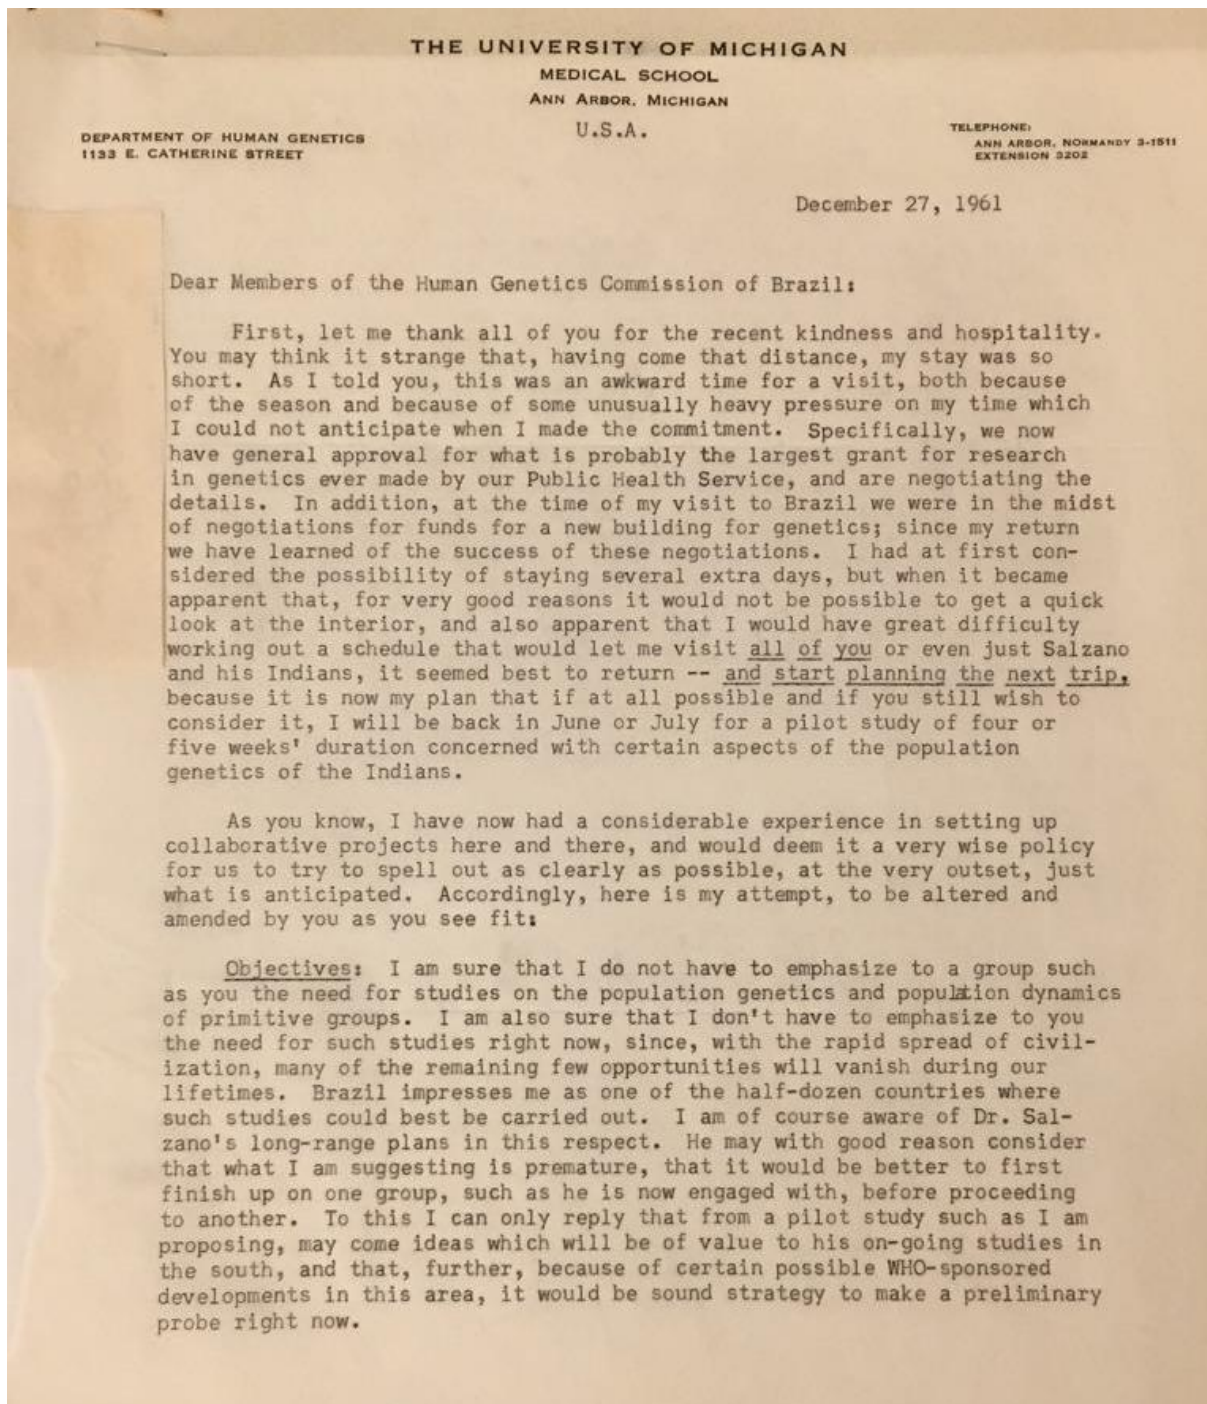 THE UNIVERSITY OF MICHIGAN
MEDICAL SCHOOL
ANN ARBOR, MICHIGAN
U.S.A.
DEPARTMENT OF HUMAN GENETICS
1133 E. CATHERINE STREET
TELEPHONE:
ANN ARBOR, NORMANDY 3-1511
EXTENSION 3202
December 27, 1961
Dear Members of the Human Genetics Commission of Brazil:
First, let me thank all of you for the recent kindness and hospitality.
You may think it strange that, having come that distance, my stay was so
short. As I told you, this was an awkward time for a visit, both because
of the season and because of some unusually heavy pressure on my time which
I could not anticipate when I made the commitment. Specifically, we now
have general approval for what is probably the largest grant for research
in genetics ever made by our Public Health Service, and are negotiating the
details. In addition, at the time of my visit to Brazil we were in the midst
of negotiations for funds for a new building for genetics; since my return
we have learned of the success of these negotiations. I had at first con-
sidered the possibility of staying several extra days, but when it became
apparent that, for very good reasons it would not be possible to get a quick
look at the interior, and also apparent that I would have great difficulty
working out a schedule that would let me visit all of you or even just Salzano
and his Indians, it seemed best to return -- and start planning the next trip,
because it is now my plan that if at all possible and if you still wish to
consider it, I will be back in June or July for a pilot study of four or
five weeks' duration concerned with certain aspects of the population
genetics of the Indians.
As you know, I have now had a considerable experience in setting up
collaborative projects here and there, and would deem it a very wise policy
for us to try to spell out as clearly as possible, at the very outset, just
what is anticipated. Accordingly, here is my attempt, to be altered and
amended by you as you see fit:
Objectives: I am sure that I do not have to emphasize to a group such
as you the need for studies on the population genetics and population dynamics
of primitive groups. I am also sure that I don't have to emphasize to you
the need for such studies right now, since, with the rapid spread of civil-
ization, many of the remaining few opportunities will vanish during our
lifetimes. Brazil impresses me as one of the half-dozen countries where
such studies could best be carried out. I am of course aware of Dr. Sal-
zano's long-range plans in this respect. He may with good reason consider
that what I am suggesting is premature, that it would be better to first
finish up on one group, such as he is now engaged with, before proceeding
to another. To this I can only reply that from a pilot study such as I am
proposing, may come ideas which will be of value to his on-going studies in
the south, and that, further, because of certain possible WHO-sponsored
developments in this area, it would be sound strategy to make a preliminary
probe right now.